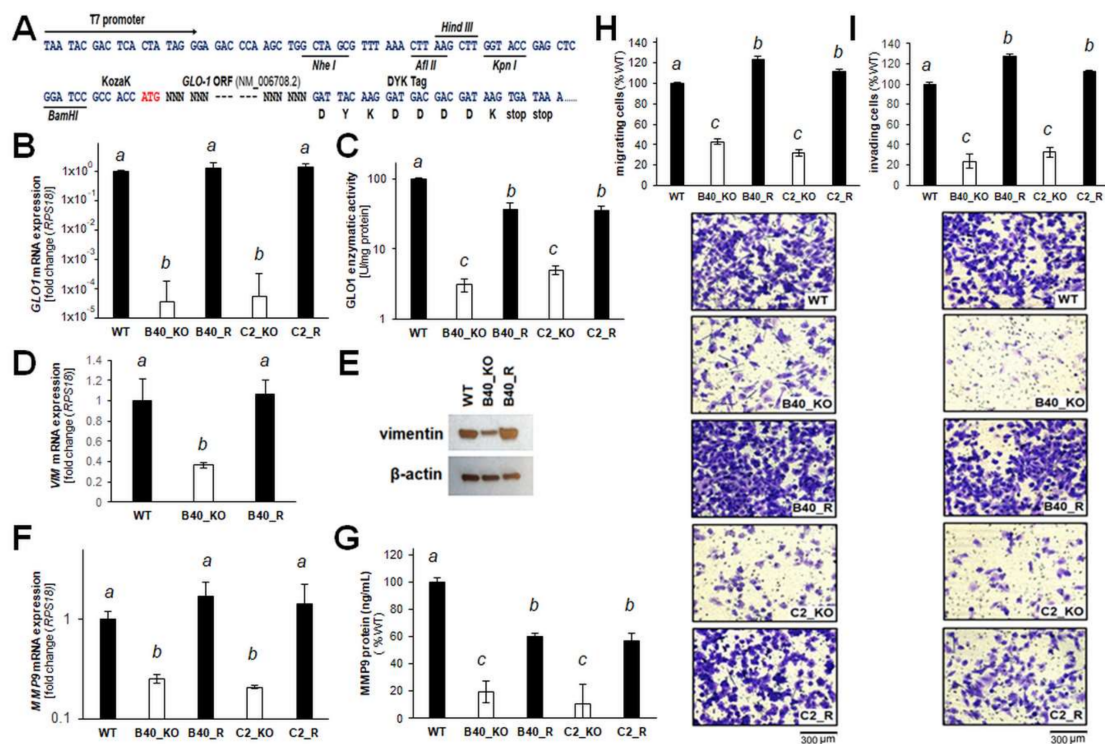 A
T7 promoter
Hind III
TAA TAC GAC TCA CTA TAG GGA GAC CCA AGC TGG CTA GCG TTT AAA CTT AAG CTT GGT ACC GAG CTC
Nhe I
Afl II
Kpn I
KozaK
GLO-1 ORF (NM_006708.2)
DYK Tag
GGA TCC GCC ACC ATG NNN NNN --- --- NNN NNN GAT TAC AAG GAT GAC GAC GAT AAG TGA TAA A......
BamHI
D Y K D D D D K stop stop
B
GLO1 mRNA expression
[fold change (RPS18)]
1x10⁰
1x10⁻¹
1x10⁻²
1x10⁻³
1x10⁻⁴
1x10⁻⁵
1x10⁻⁵
a
b
a
b
a
WT B40_KO B40_R C2_KO C2_R
C
GLO1 enzymatic activity
[U/mg protein]
100
10
1
a
c
b
c
b
WT B40_KO B40_R C2_KO C2_R
D
VIM mRNA expression
[fold change (RPS18)]
1.4
1.2
1
0.8
0.6
0.4
0.2
0
a
b
a
WT B40_KO B40_R
E
WT B40_KO B40_R
vimentin
β-actin
F
MMP9 mRNA expression
[fold change (RPS18)]
1
0.1
a
b
a
b
a
WT B40_KO B40_R C2_KO C2_R
G
MMP9 protein (ng/mL)
(%WT)
120
100
80
60
40
20
0
a
c
b
c
b
WT B40_KO B40_R C2_KO C2_R
H
migrating cells (%WT)
140
120
100
80
60
40
20
0
a
c
b
c
b
WT B40_KO B40_R C2_KO C2_R
WT
B40_KO
B40_R
C2_KO
C2_R
300 µm
I
invading cells (%WT)
140
120
100
80
60
40
20
0
a
c
b
c
b
WT B40_KO B40_R C2_KO C2_R
WT
B40_KO
B40_R
C2_KO
C2_R
300 µm